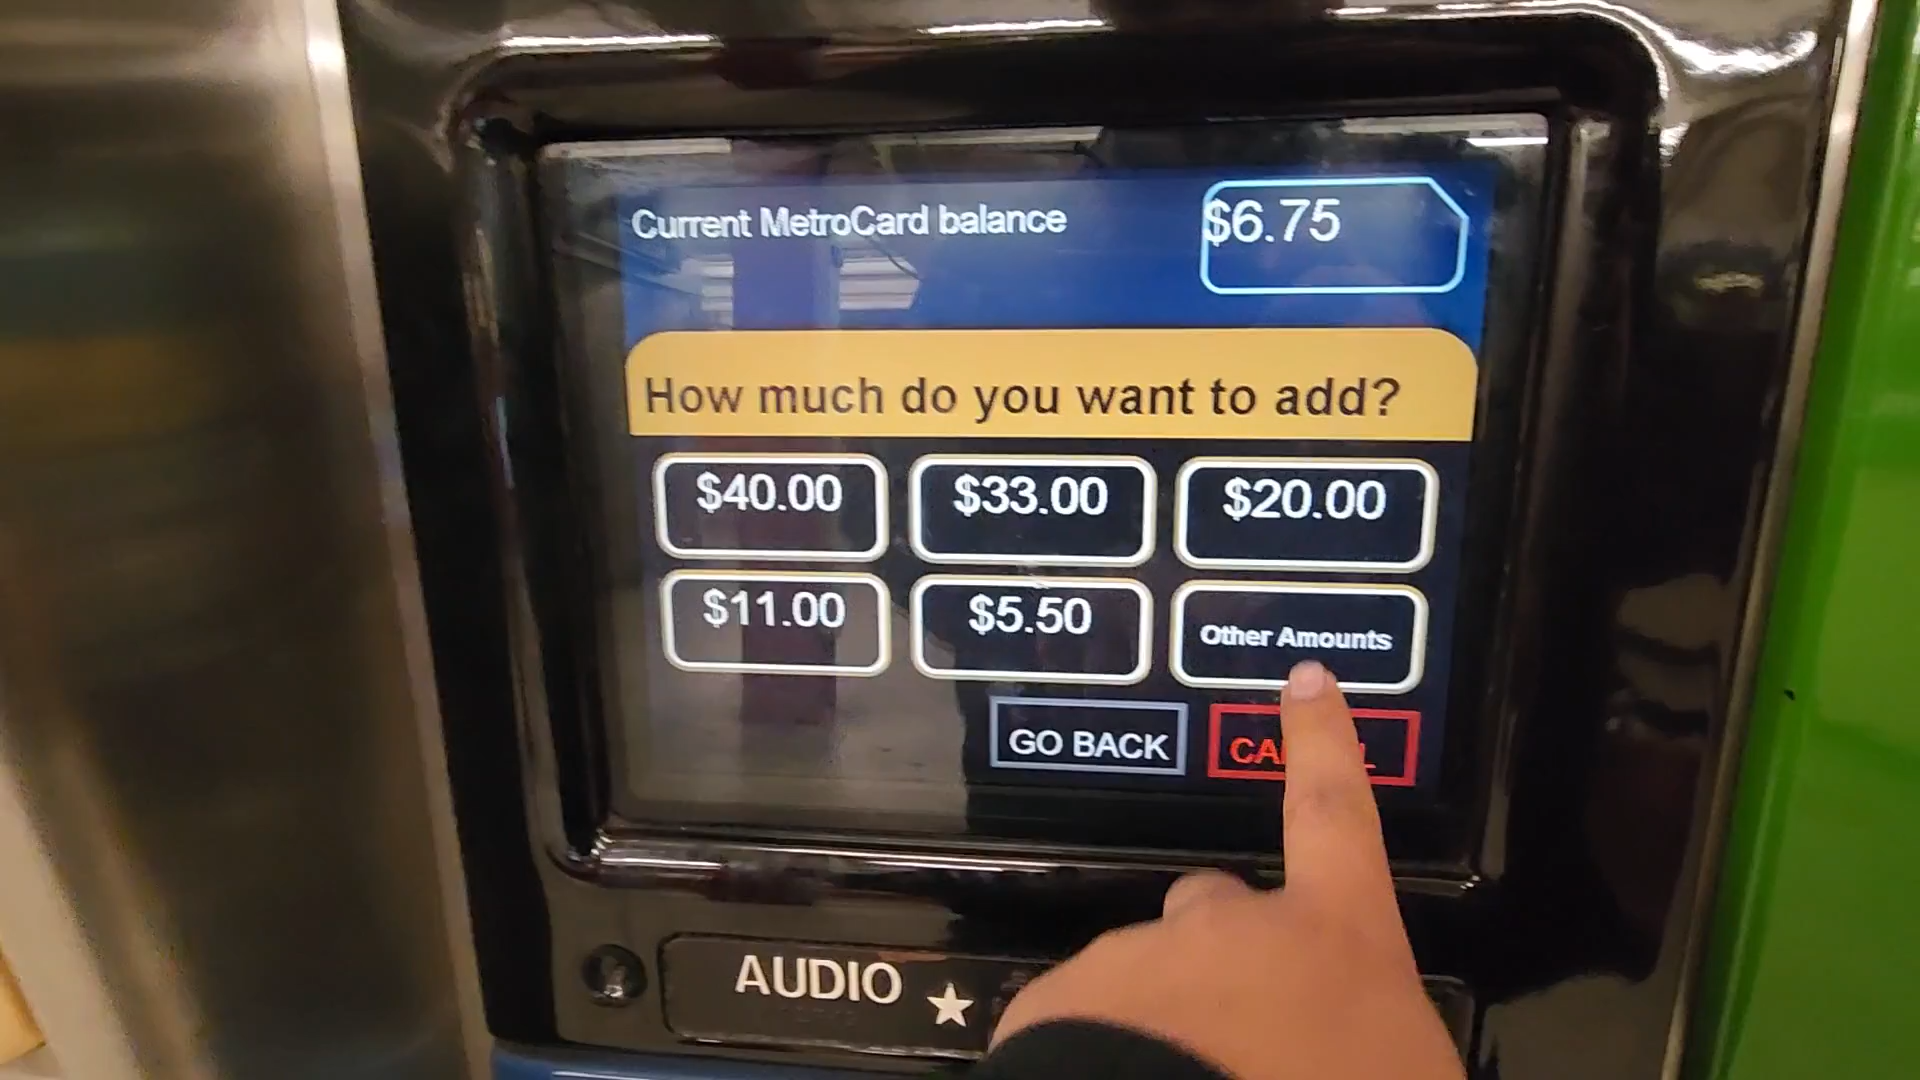 Current MetroCard balance
$6.75
How much do you want to add?
$40.00
$33.00
$20.00
$11.00
$5.50
Other Amounts
GO BACK
AUDIO